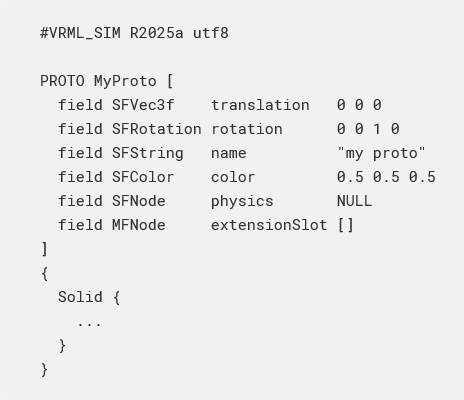 #VRML_SIM R2025a utf8

PROTO MyProto [
  field SFVec3f    translation   0 0 0
  field SFRotation rotation      0 0 1 0
  field SFString   name          "my proto"
  field SFColor    color         0.5 0.5 0.5
  field SFNode     physics       NULL
  field MFNode     extensionSlot []
]
{
  Solid {
    ...
  }
}